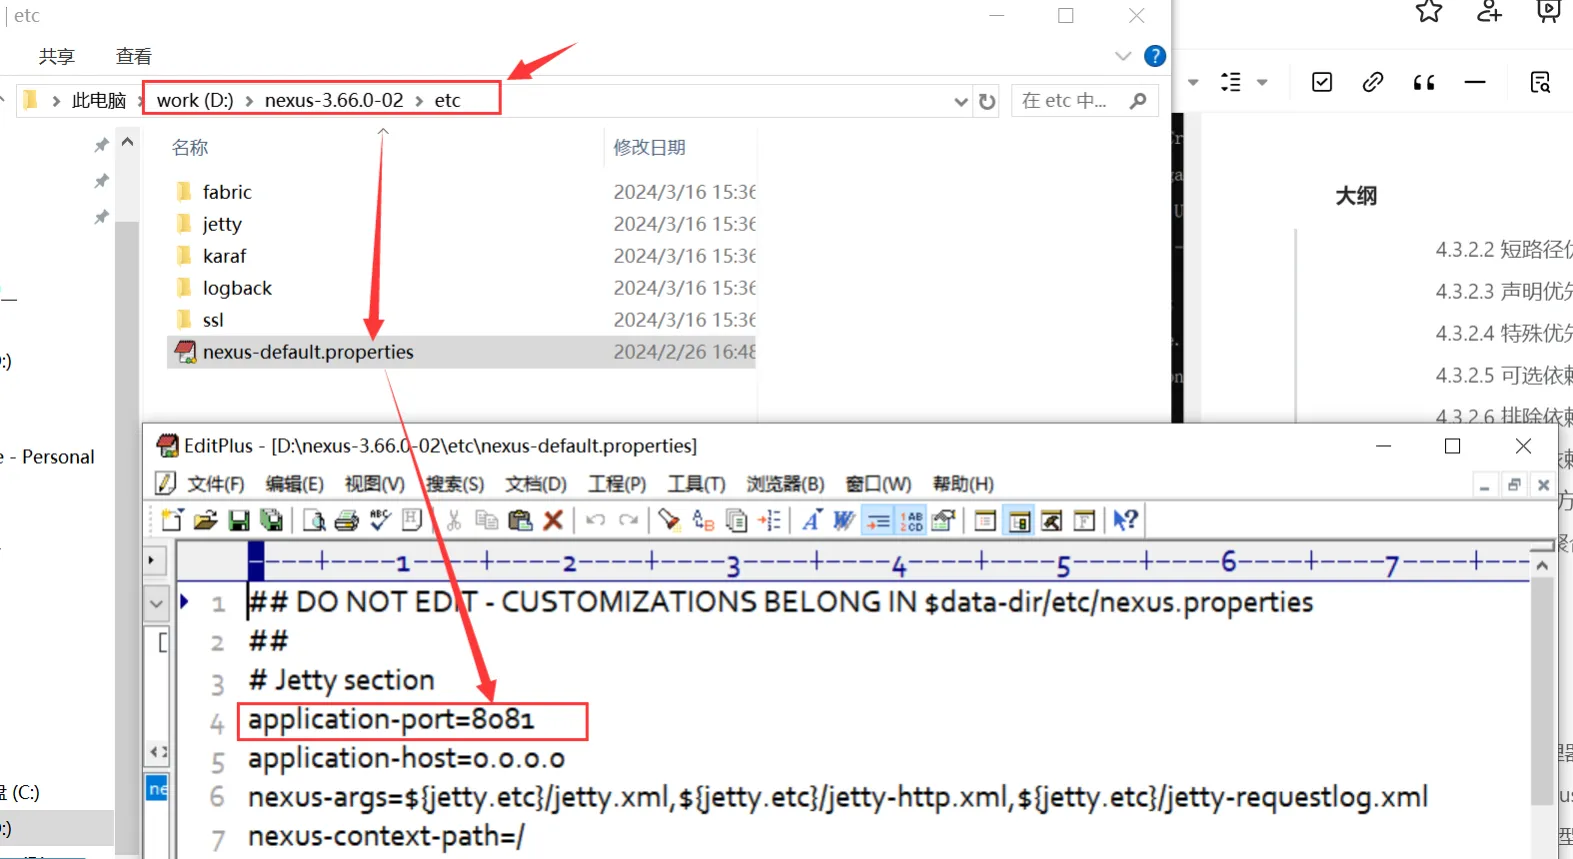 etc
共享 查看
此电脑 work (D:) nexus-3.66.0-02 etc
在 etc 中...
名称 修改日期
fabric 2024/3/16 15:36
jetty 2024/3/16 15:36
karaf 2024/3/16 15:36
logback 2024/3/16 15:36
ssl 2024/3/16 15:36
nexus-default.properties 2024/2/26 16:48
大纲
4.3.2.2 短路径优
4.3.2.3 声明优先
4.3.2.4 特殊优先
4.3.2.5 可选依赖
4.3.2.6 排除依赖
- Personal
(C:)
EditPlus - [D:\nexus-3.66.0-02\etc\nexus-default.properties]
文件(F) 编辑(E) 视图(V) 搜索(S) 文档(D) 工程(P) 工具(T) 浏览器(B) 窗口(W) 帮助(H)
----+----1----+----2----+----3----+----4----+----5----+----6----+----7----+----
1 ## DO NOT EDIT - CUSTOMIZATIONS BELONG IN $data-dir/etc/nexus.properties
2 ##
3 # Jetty section
4 application-port=8081
5 application-host=0.0.0.0
6 nexus-args=${jetty.etc}/jetty.xml,${jetty.etc}/jetty-http.xml,${jetty.etc}/jetty-requestlog.xml
7 nexus-context-path=/
ne